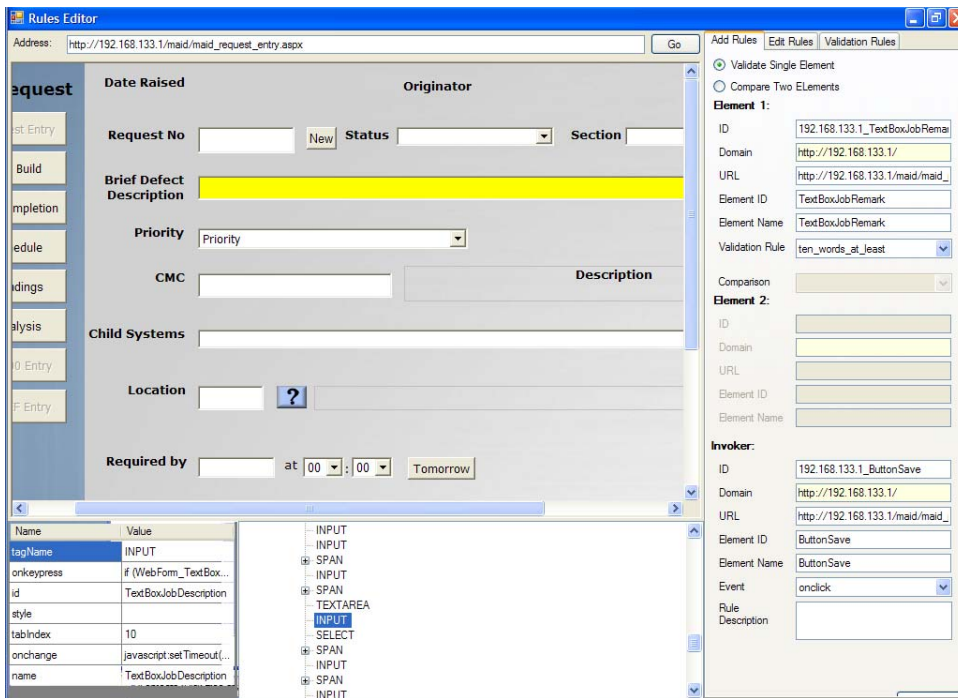 Rules Editor
Address: http://192.168.133.1/maid/maid_request_entry.aspx Go
equest
Entry
Build
mpletion
edule
dings
alysis
Entry
F Entry
Date Raised Originator
Request No New Status Section
Brief Defect
Description
Priority Priority
CMC Description
Child Systems
Location ?
Required by at 00 : 00 Tomorrow
Name Value
tagName INPUT
onkeypress if (WebForm_TextBox...
id TextBoxJobDescription
style
tabIndex 10
onchange javascript:setTimeout(...
name TextBoxJobDescription
INPUT
INPUT
SPAN
INPUT
SPAN
TEXTAREA
INPUT
SELECT
SPAN
INPUT
SPAN
INPUT
Add Rules Edit Rules Validation Rules
Validate Single Element
Compare Two ELements
Element 1:
ID 192.168.133.1_TextBoxJobRemar
Domain http://192.168.133.1/
URL http://192.168.133.1/maid/maid_
Element ID TextBoxJobRemark
Element Name TextBoxJobRemark
Validation Rule ten_words_at_least
Comparison
Element 2:
ID
Domain
URL
Element ID
Element Name
Invoker:
ID 192.168.133.1_ButtonSave
Domain http://192.168.133.1/
URL http://192.168.133.1/maid/maid_
Element ID ButtonSave
Element Name ButtonSave
Event onclick
Rule
Description